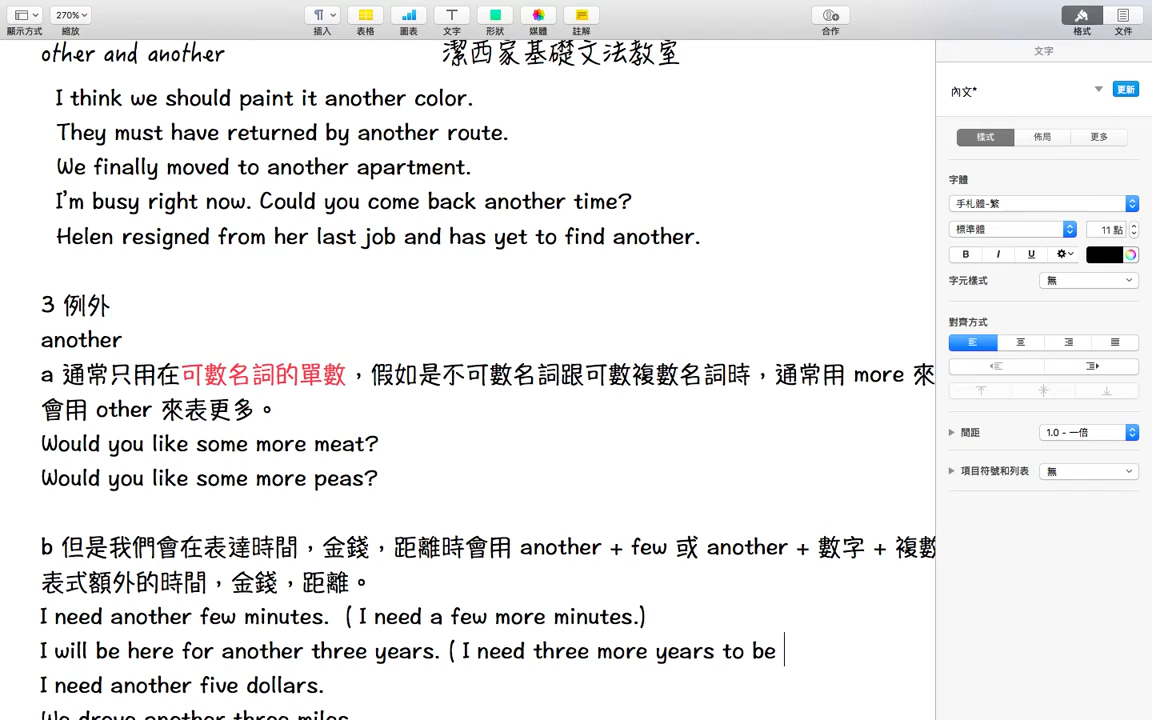 270%
顯示方式
縮放
插入
表格
圖表
文字
形狀
媒體
註解
合作
格式
文件
other and another 潔西家基礎文法教室
I think we should paint it another color.
They must have returned by another route.
We finally moved to another apartment.
I'm busy right now. Could you come back another time?
Helen resigned from her last job and has yet to find another.
3 例外
another
a 通常只用在可數名詞的單數，假如是不可數名詞跟可數複數名詞時，通常用 more 來
會用 other 來表更多。
Would you like some more meat?
Would you like some more peas?
b 但是我們會在表達時間，金錢，距離時會用 another + few 或 another + 數字 + 複數
表式額外的時間，金錢，距離。
I need another few minutes. ( I need a few more minutes.)
I will be here for another three years. ( I need three more years to be
I need another five dollars.
We drove another three miles
文字
內文*
更新
樣式
佈局
更多
字體
手札體-繁
標準體
11 點
B I U
字元樣式
無
對齊方式
間距
1.0 - 一倍
項目符號和列表
無